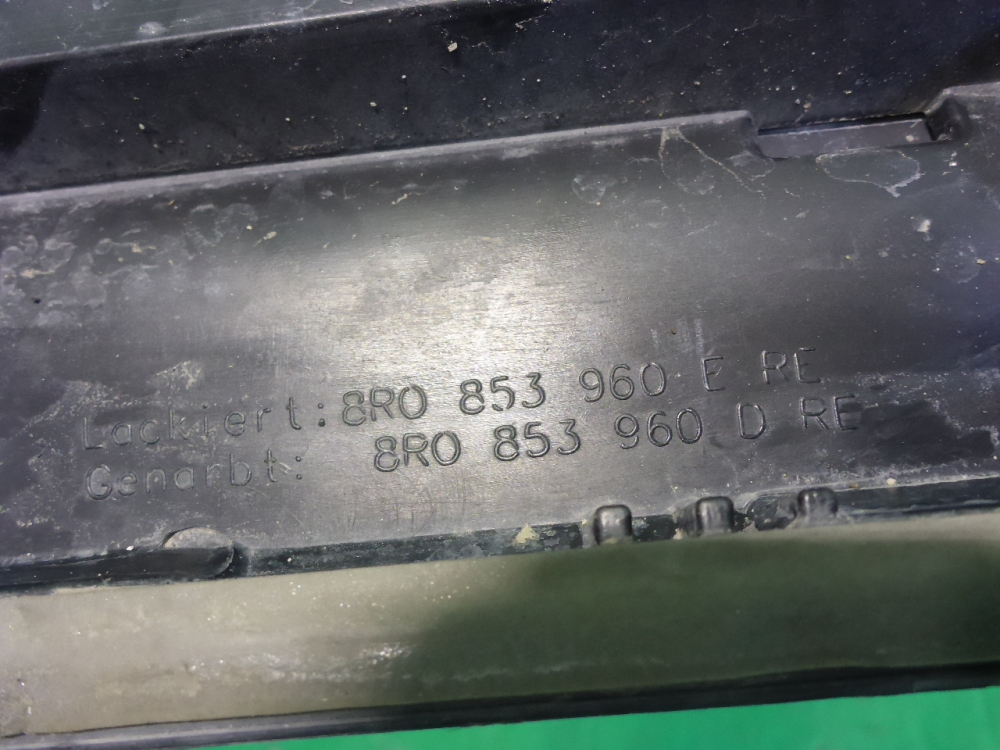 Lackiert: 8R0 853 960 E RE
Genarbt: 8R0 853 960 D RE